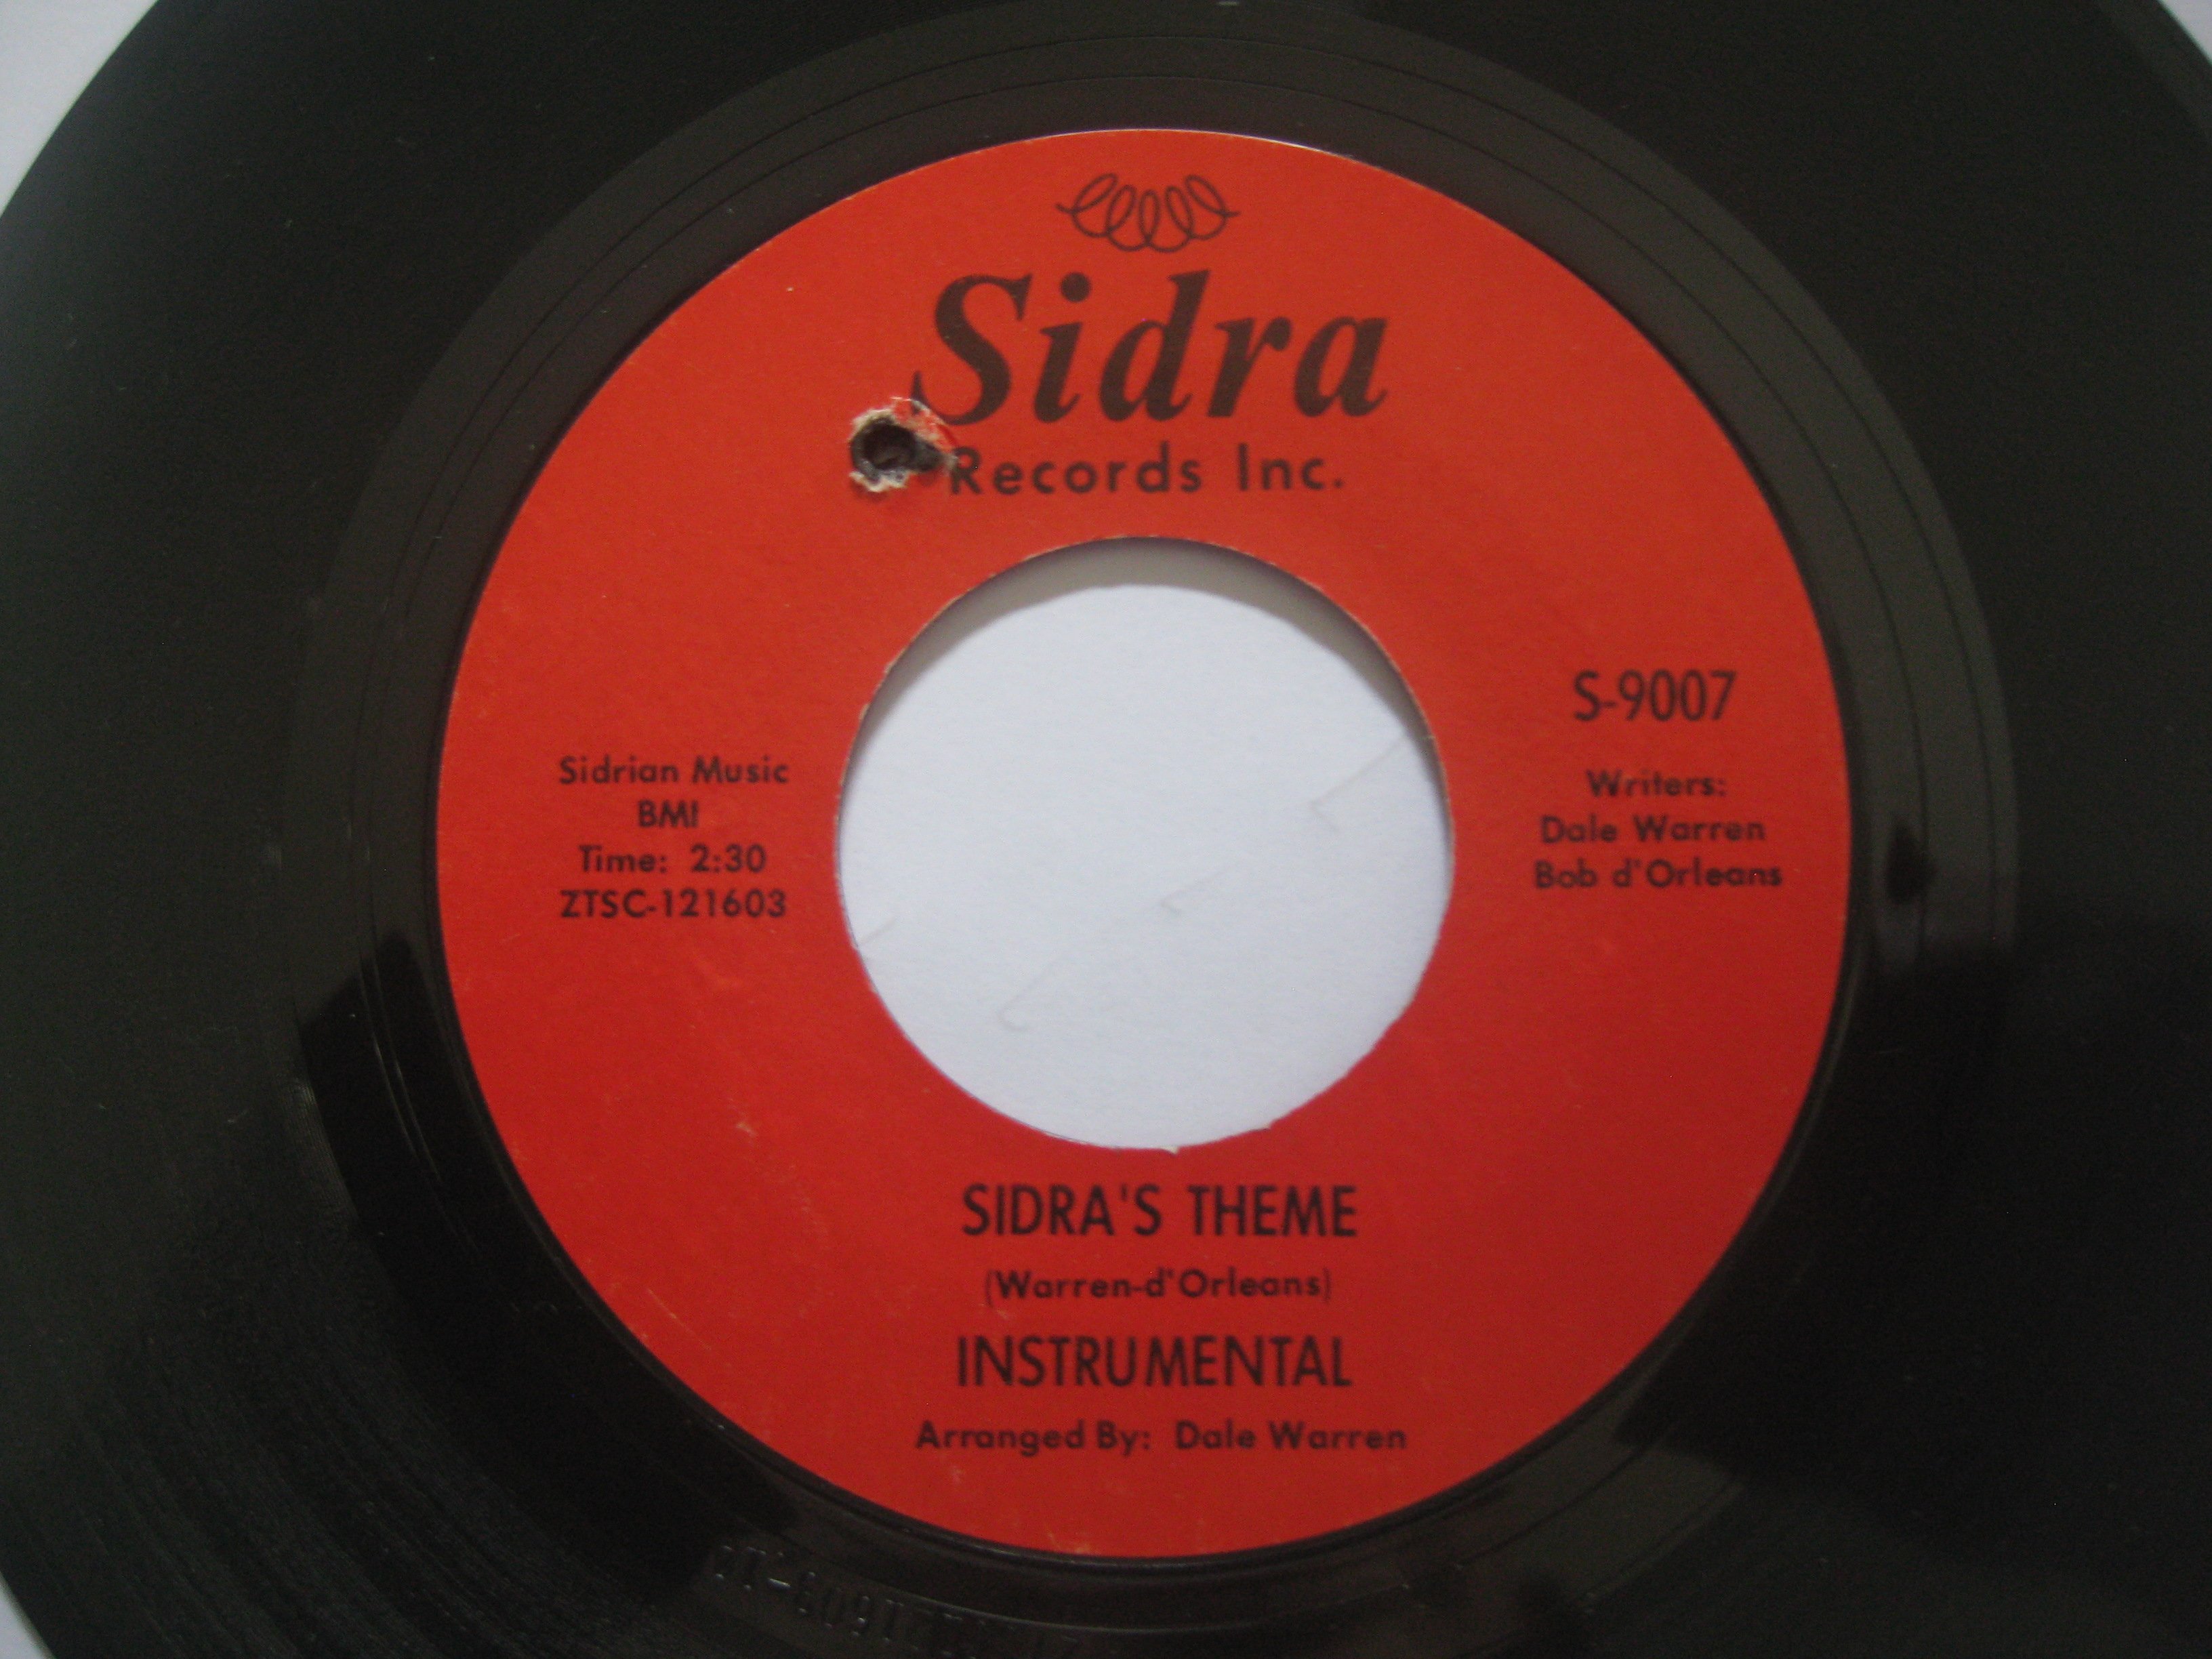 Sidra
Records Inc.
S-9007
Sidrian Music
BMI
Time: 2:30
ZTSC-121603
Writers:
Dale Warren
Bob d'Orleans
SIDRA'S THEME
(Warren-d'Orleans)
INSTRUMENTAL
Arranged By: Dale Warren